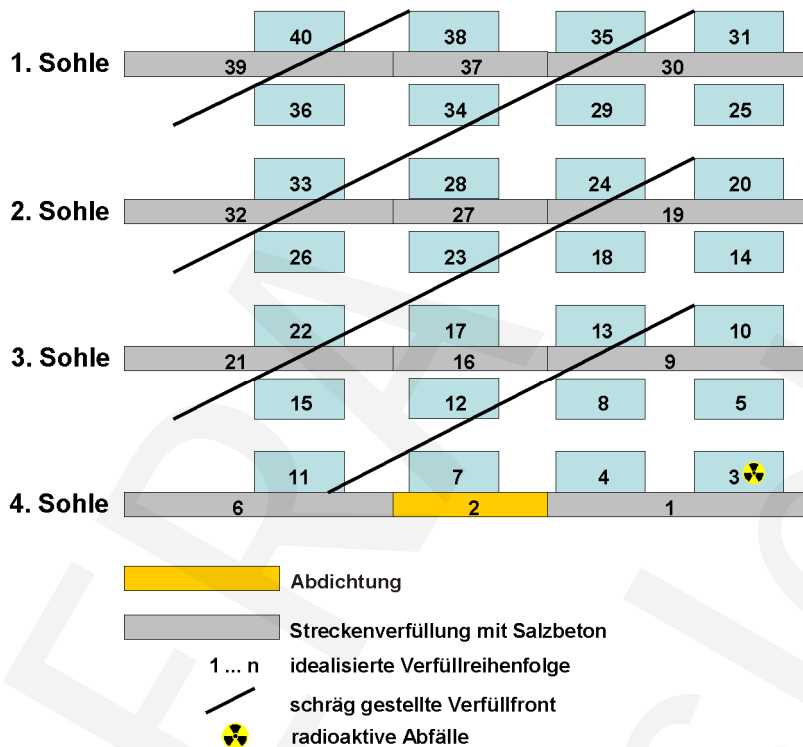 40 38 35 31
1. Sohle 39 37 30
36 34 29 25
33 28 24 20
2. Sohle 32 27 19
26 23 18 14
22 17 13 10
3. Sohle 21 16 9
15 12 8 5
11 7 4 3
4. Sohle 6 2 1
Abdichtung
Streckenverfüllung mit Salzbeton
1 ... n idealisierte Verfüllreihenfolge
schräg gestellte Verfüllfront
radioaktive Abfälle